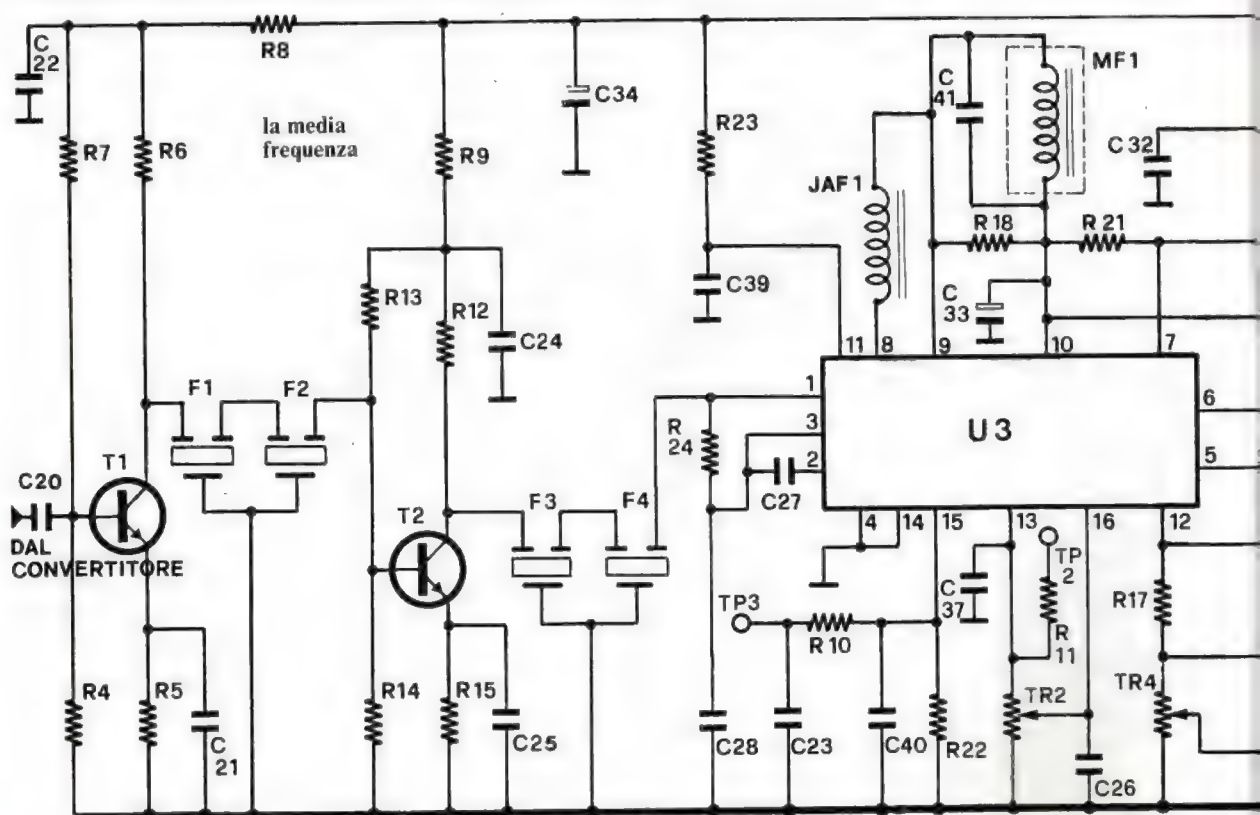 C
22
R8
R7
R6
la media
frequenza
R9
C34
R23
C
41
MF1
C32
JAF1
R18
R21
R13
R12
C24
C39
C
33
11
8
9
10
7
F1
F2
1
R
24
3
2
C27
U3
6
5
C20
T1
T2
F3
F4
4
14
15
13
16
12
DAL
CONVERTITORE
TP3
R10
C
37
TP
2
R
11
R17
R4
R5
C
21
R14
R15
C25
C28
C23
C40
R22
TR2
C26
TR4